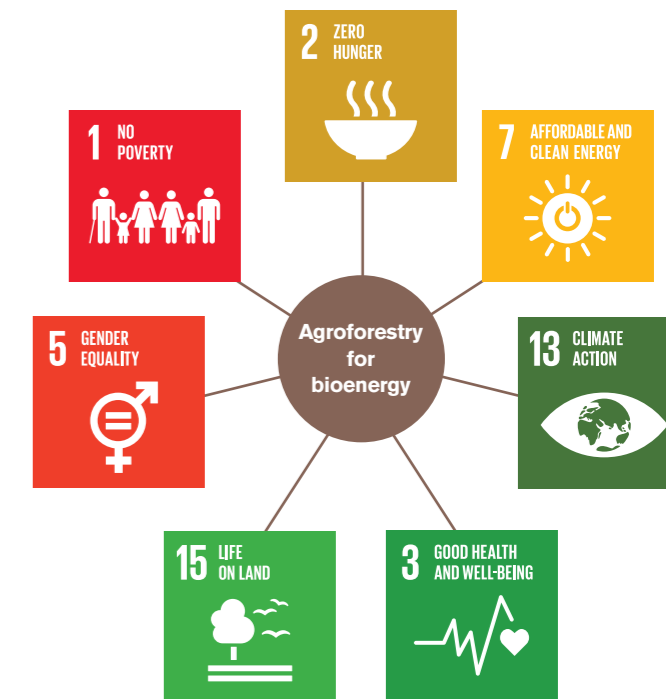 2 ZERO
HUNGER
1 NO
POVERTY
7 AFFORDABLE AND
CLEAN ENERGY
Agroforestry
for
bioenergy
5 GENDER
EQUALITY
13 CLIMATE
ACTION
15 LIFE
ON LAND
3 GOOD HEALTH
AND WELL-BEING